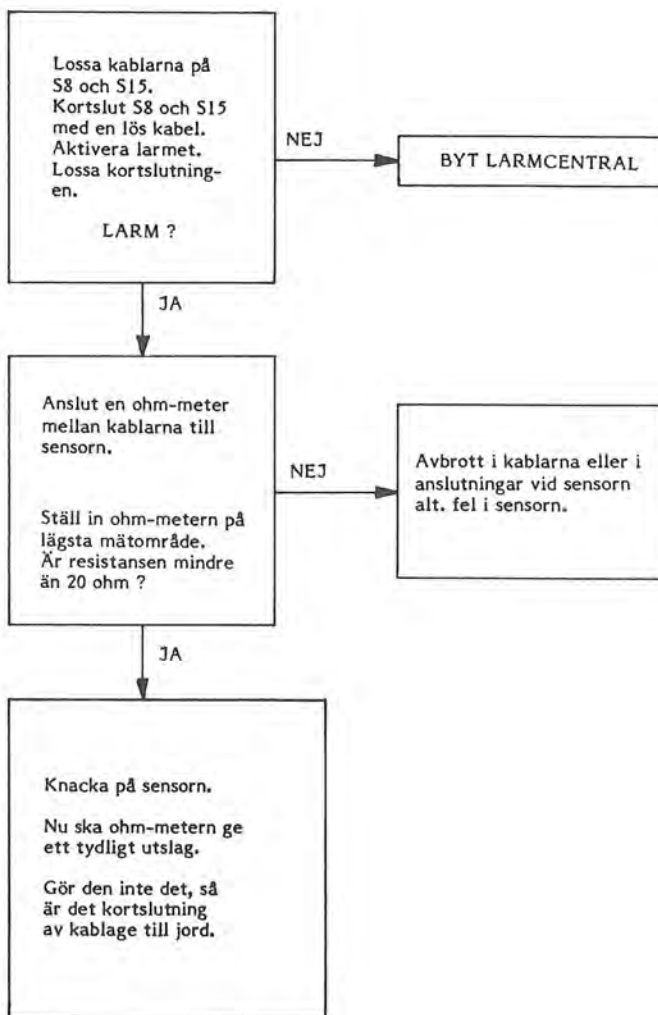 Lossa kablarna på
S8 och S15.
Kortslut S8 och S15
med en lös kabel.
Aktivera larmet.
Lossa kortslutning-
en.
LARM ?
NEJ
BYT LARMCENTRAL
JA
Anslut en ohm-meter
mellan kablarna till
sensorn.
Ställ in ohm-metern på
lägsta mätområde.
Är resistansen mindre
än 20 ohm ?
NEJ
Avbrott i kablarna eller i
anslutningar vid sensorn
alt. fel i sensorn.
JA
Knacka på sensorn.
Nu ska ohm-metern ge
ett tydligt utslag.
Gör den inte det, så
är det kortslutning
av kablage till jord.